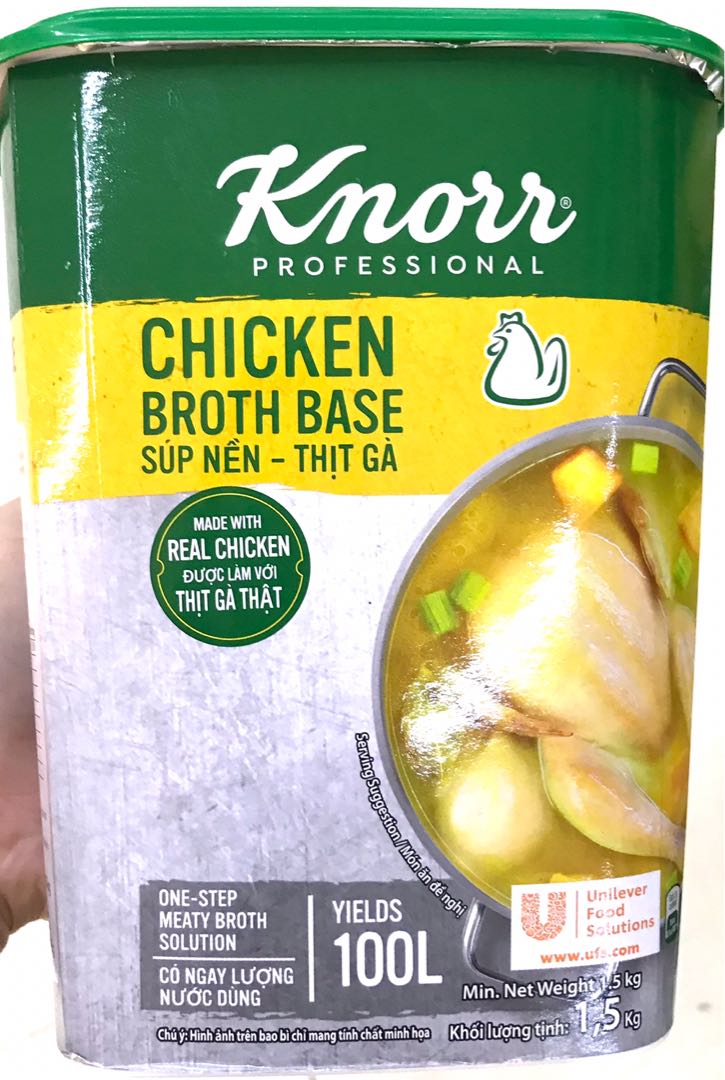 Knorr®
PROFESSIONAL
CHICKEN
BROTH BASE
SÚP NỀN – THỊT GÀ
MADE WITH
REAL CHICKEN
ĐƯỢC LÀM VỚI
THỊT GÀ THẬT
Serving Suggestion / Món ăn đề nghị
ONE-STEP
MEATY BROTH
SOLUTION
CÓ NGAY LƯỢNG
NƯỚC DÙNG
YIELDS
100L
Unilever
Food
Solutions
www.ufs.com
Min. Net Weight 1.5 kg
Khối lượng tịnh: 1,5 Kg
Chú ý: Hình ảnh trên bao bì chỉ mang tính chất minh họa